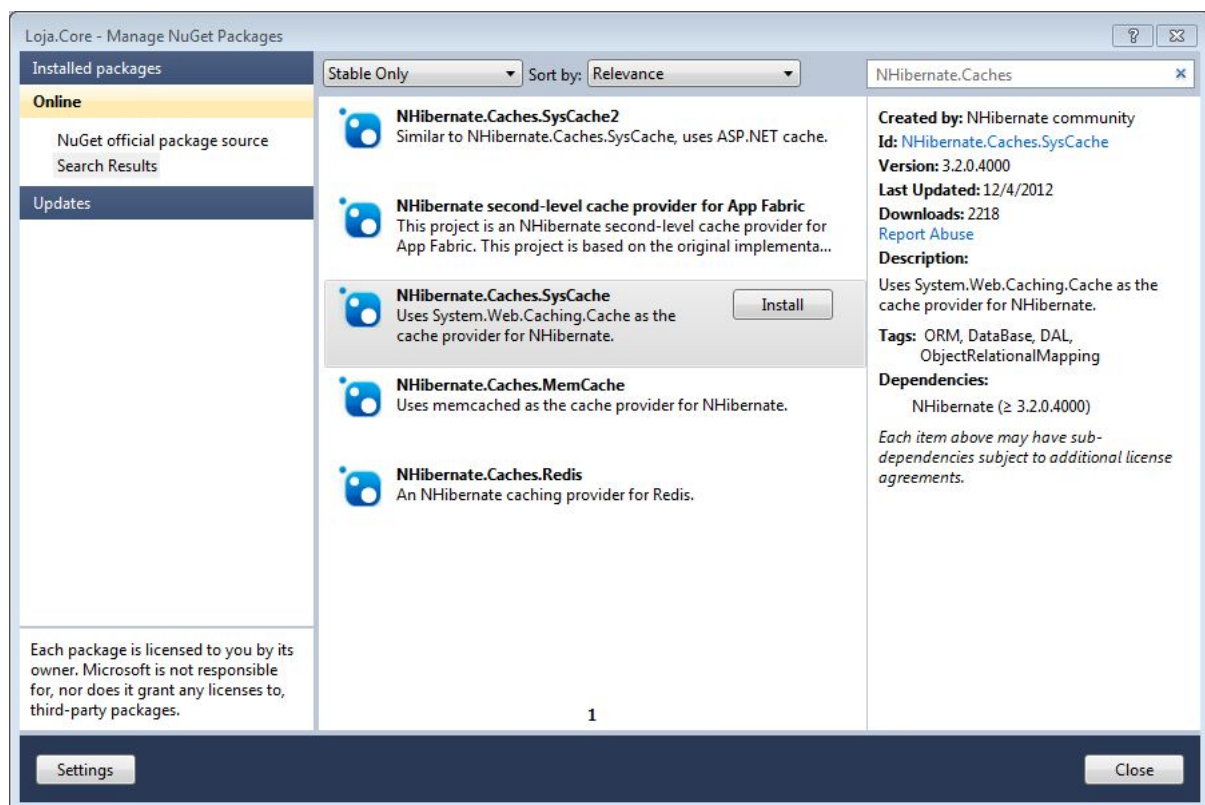 Loja.Core - Manage NuGet Packages
Installed packages
Online
NuGet official package source
Search Results
Updates
Each package is licensed to you by its
owner. Microsoft is not responsible
for, nor does it grant any licenses to,
third-party packages.
Stable Only
Sort by: Relevance
NHibernate.Caches.SysCache2
Similar to NHibernate.Caches.SysCache, uses ASP.NET cache.
NHibernate second-level cache provider for App Fabric
This project is an NHibernate second-level cache provider for
App Fabric. This project is based on the original implementa...
NHibernate.Caches.SysCache
Uses System.Web.Caching.Cache as the
cache provider for NHibernate.
Install
NHibernate.Caches.MemCache
Uses memcached as the cache provider for NHibernate.
NHibernate.Caches.Redis
An NHibernate caching provider for Redis.
1
NHibernate.Caches
Created by: NHibernate community
Id: NHibernate.Caches.SysCache
Version: 3.2.0.4000
Last Updated: 12/4/2012
Downloads: 2218
Report Abuse
Description:
Uses System.Web.Caching.Cache as the
cache provider for NHibernate.
Tags: ORM, DataBase, DAL,
ObjectRelationalMapping
Dependencies:
NHibernate (≥ 3.2.0.4000)
Each item above may have sub-
dependencies subject to additional license
agreements.
Settings
Close